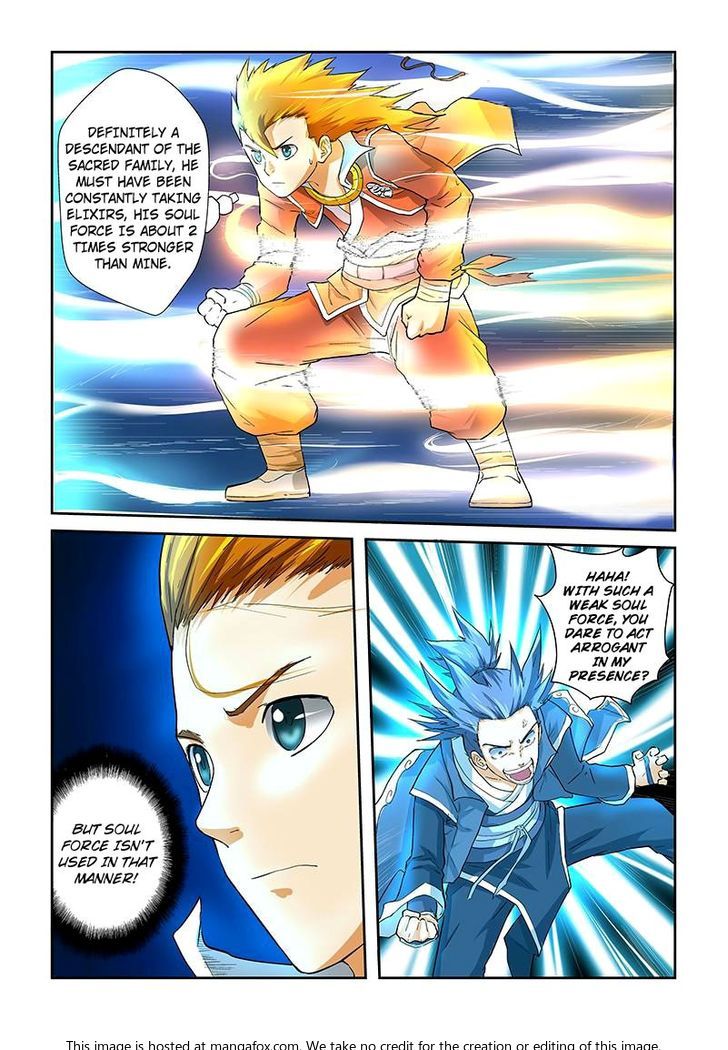 DEFINITELY A
DESCENDANT OF THE
SACRED FAMILY, HE
MUST HAVE BEEN
CONSTANTLY TAKING
ELIXIRS, HIS SOUL
FORCE IS ABOUT 2
TIMES STRONGER
THAN MINE.
BUT SOUL
FORCE ISN'T
USED IN THAT
MANNER!
HAHA!
WITH SUCH A
WEAK SOUL
FORCE, YOU
DARE TO ACT
ARROGANT
IN MY
PRESENCE?
This image is hosted at mangafox.com. We take no credit for the creation or editing of this image.